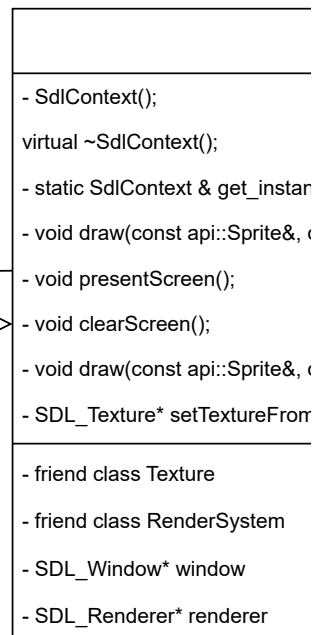 - SdlContext();
virtual ~SdlContext();
- static SdlContext & get_instan
- void draw(const api::Sprite&, c
- void presentScreen();
- void clearScreen();
- void draw(const api::Sprite&, c
- SDL_Texture* setTextureFrom
- friend class Texture
- friend class RenderSystem
- SDL_Window* window
- SDL_Renderer* renderer